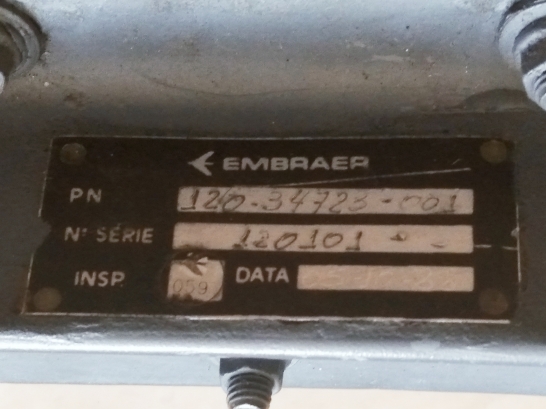 EMBRAER
PN 120-34723-001
Nº SÉRIE 120101
INSP. 059 DATA